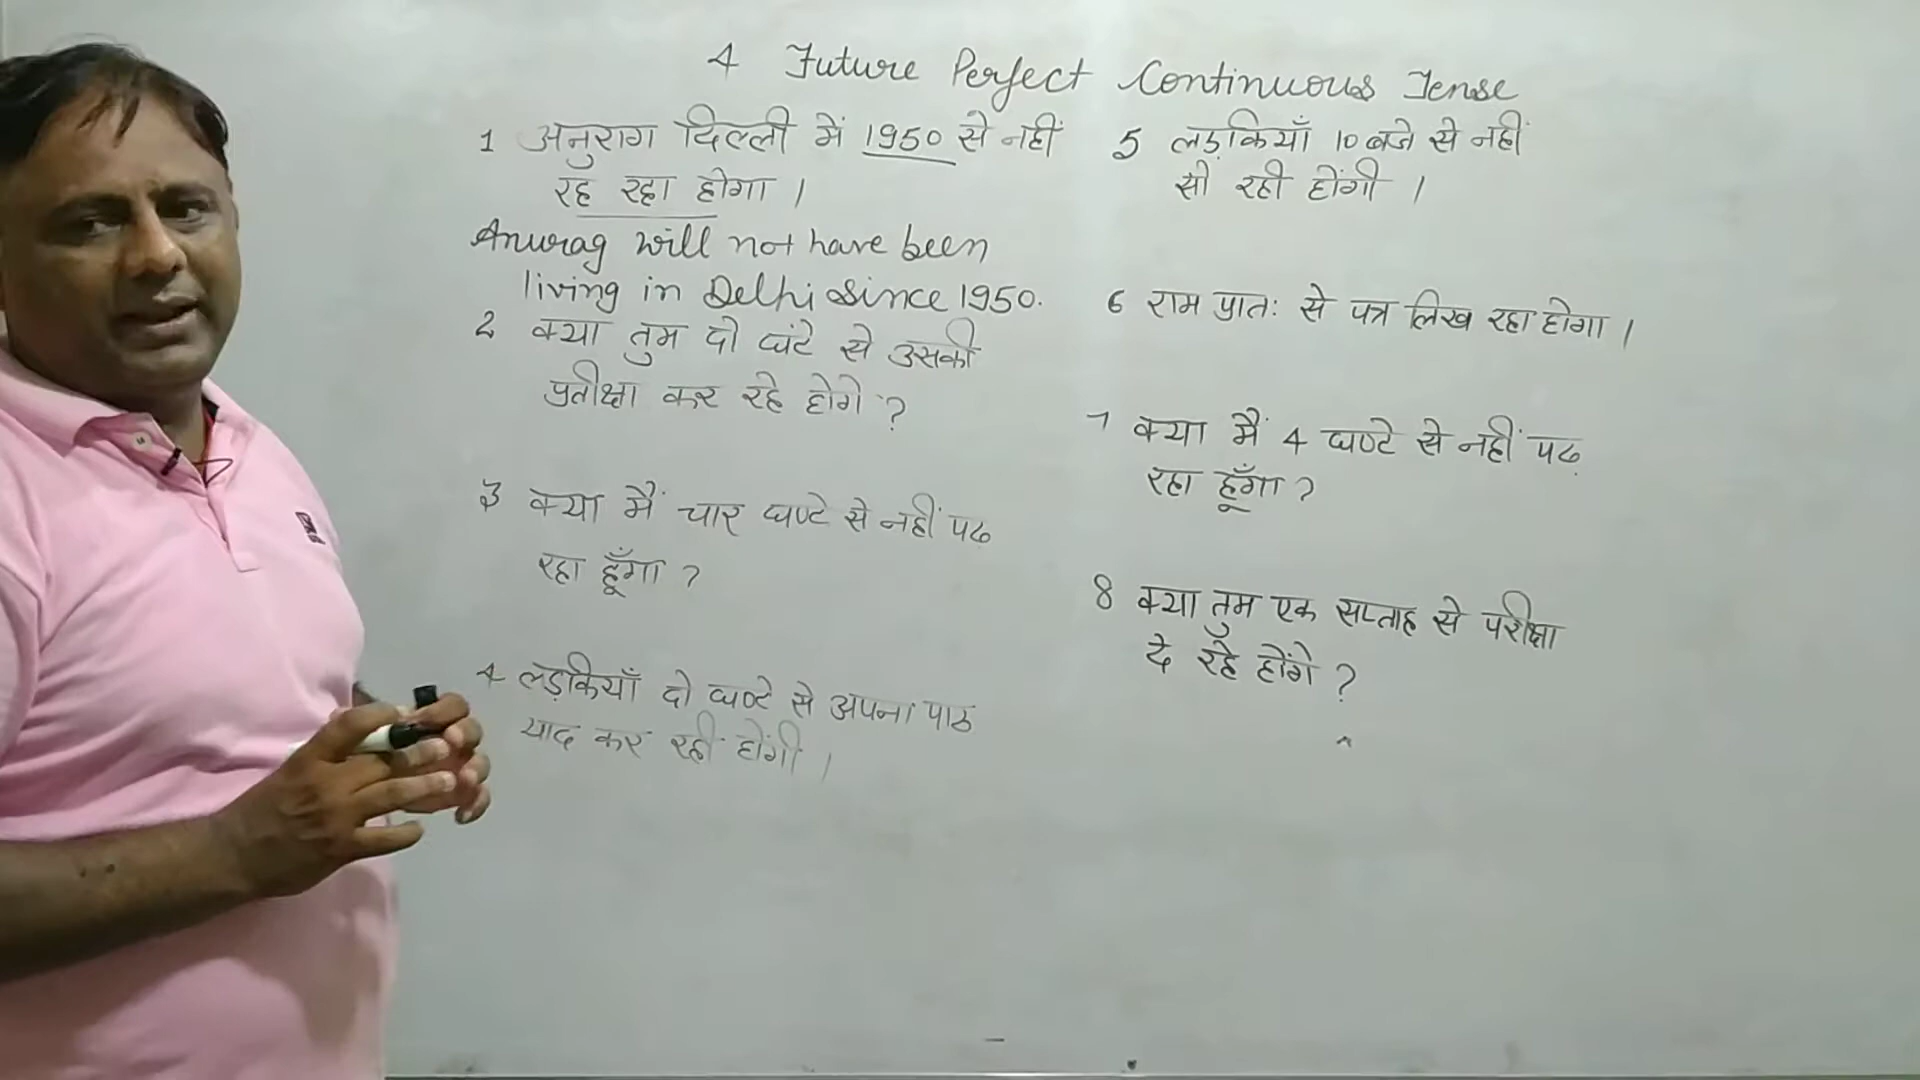 4 Future Perfect Continuous Tense
1 अनुराग दिल्ली में 1950 से नहीं
रह रहा होगा ।
Anurag will not have been
living in Delhi since 1950.
2 क्या तुम दो घंटे से उसकी
प्रतीक्षा कर रहे होगे ?
3 क्या मैं चार घण्टे से नहीं पढ़
रहा हूँगा ?
4 लड़कियाँ दो घण्टे से अपना पाठ
याद कर रही होंगी ।
5 लड़कियाँ 10 बजे से नहीं
सो रही होंगी ।
6 राम प्रातः से पत्र लिख रहा होगा ।
7 क्या मैं 4 घण्टे से नहीं पढ़
रहा हूँगा ?
8 क्या तुम एक सप्ताह से परीक्षा
दे रहे होंगे ?